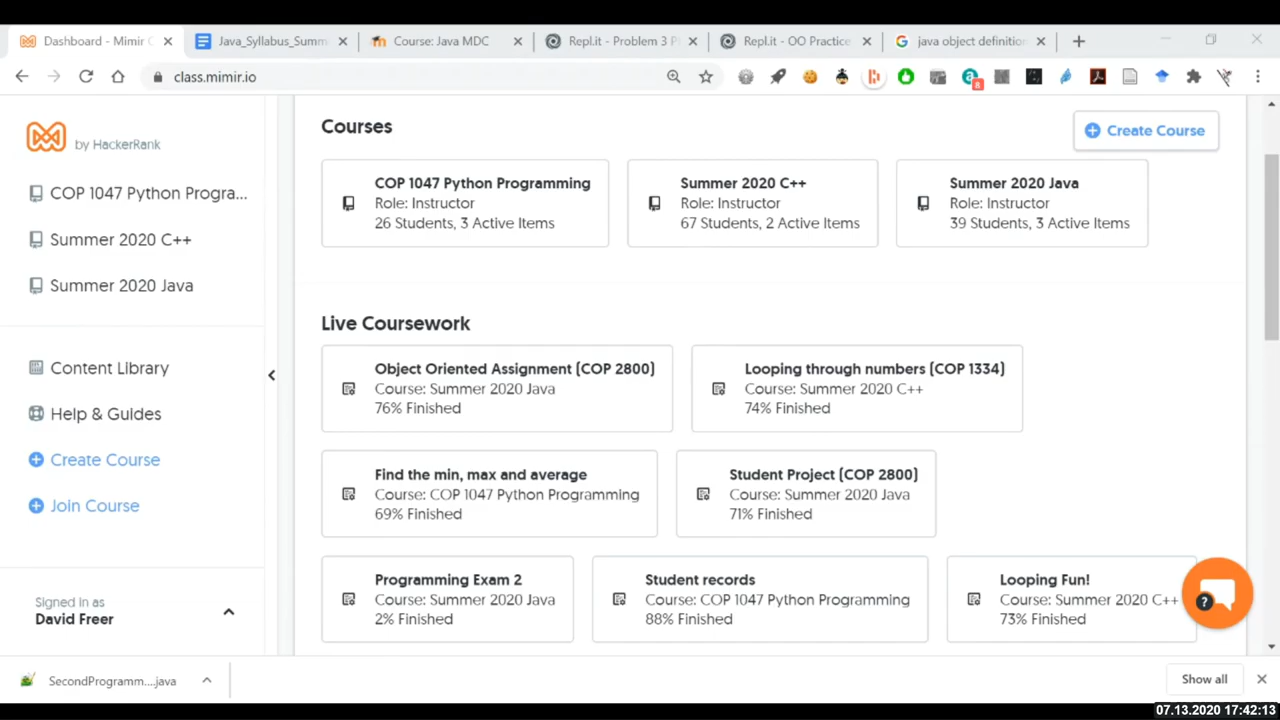 Dashboard - Mimir C
Java_Syllabus_Summ
Course: Java MDC
Repl.it - Problem 3 P
Repl.it - OO Practice
java object definition
class.mimir.io
8
by HackerRank
COP 1047 Python Progra...
Summer 2020 C++
Summer 2020 Java
Content Library
Help & Guides
Create Course
Join Course
Signed in as
David Freer
Courses
Create Course
COP 1047 Python Programming
Role: Instructor
26 Students, 3 Active Items
Summer 2020 C++
Role: Instructor
67 Students, 2 Active Items
Summer 2020 Java
Role: Instructor
39 Students, 3 Active Items
Live Coursework
Object Oriented Assignment (COP 2800)
Course: Summer 2020 Java
76% Finished
Looping through numbers (COP 1334)
Course: Summer 2020 C++
74% Finished
Find the min, max and average
Course: COP 1047 Python Programming
69% Finished
Student Project (COP 2800)
Course: Summer 2020 Java
71% Finished
Programming Exam 2
Course: Summer 2020 Java
2% Finished
Student records
Course: COP 1047 Python Programming
88% Finished
Looping Fun!
Course: Summer 2020 C++
73% Finished
?
SecondProgramm....java
Show all
07.13.2020 17:42:13